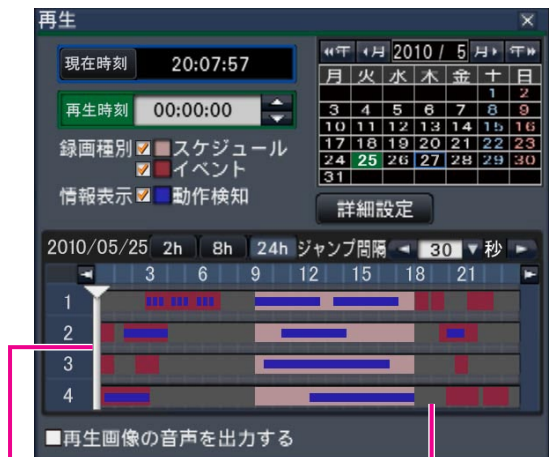 再生
現在時刻 20:07:57
再生時刻 00:00:00
録画種別 スケジュール
イベント
情報表示 動作検知
年 月 2010 / 5 月 年
月 火 水 木 金 土 日
1 2
3 4 5 6 7 8 9
10 11 12 13 14 15 16
17 18 19 20 21 22 23
24 25 26 27 28 29 30
31
詳細設定
2010/05/25 2h 8h 24h ジャンプ間隔 30 秒
3 6 9 12 15 18 21
1
2
3
4
再生画像の音声を出力する